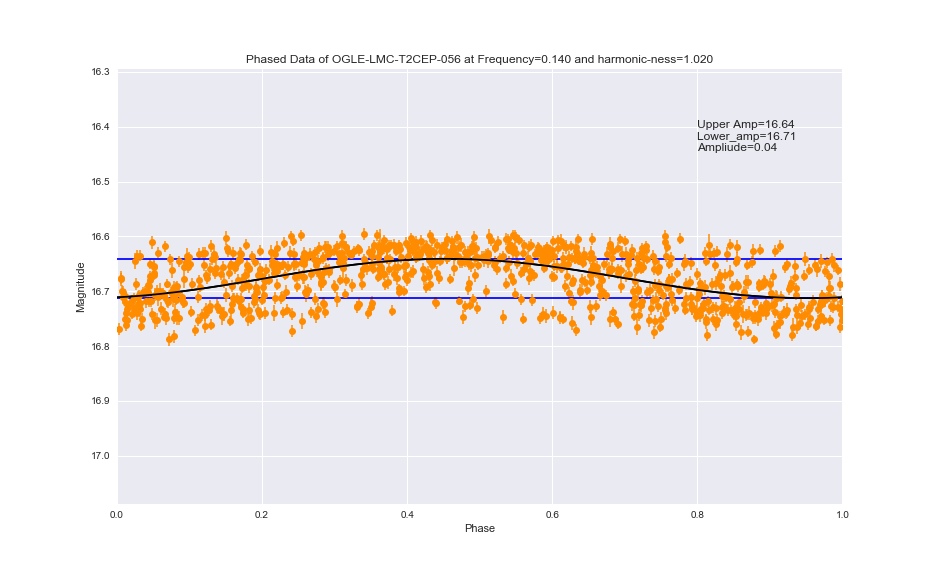 Phased Data of OGLE-LMC-T2CEP-056 at Frequency=0.140 and harmonic-ness=1.020
16.3
16.4
16.5
16.6
16.7
16.8
16.9
17.0
Magnitude
Upper Amp=16.64
Lower_amp=16.71
Ampliude=0.04
0.0 0.2 0.4 0.6 0.8 1.0
Phase